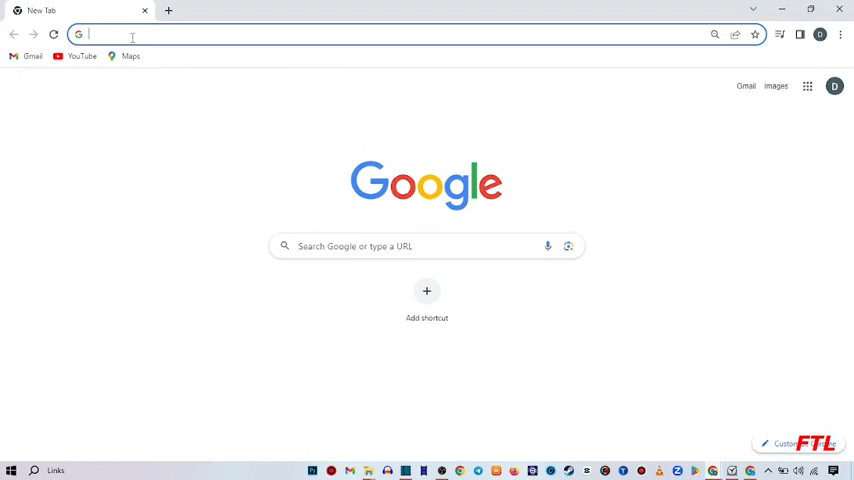 New Tab
Gmail
YouTube
Maps
Gmail
Images
D
Google
Search Google or type a URL
Add shortcut
FTL
Links